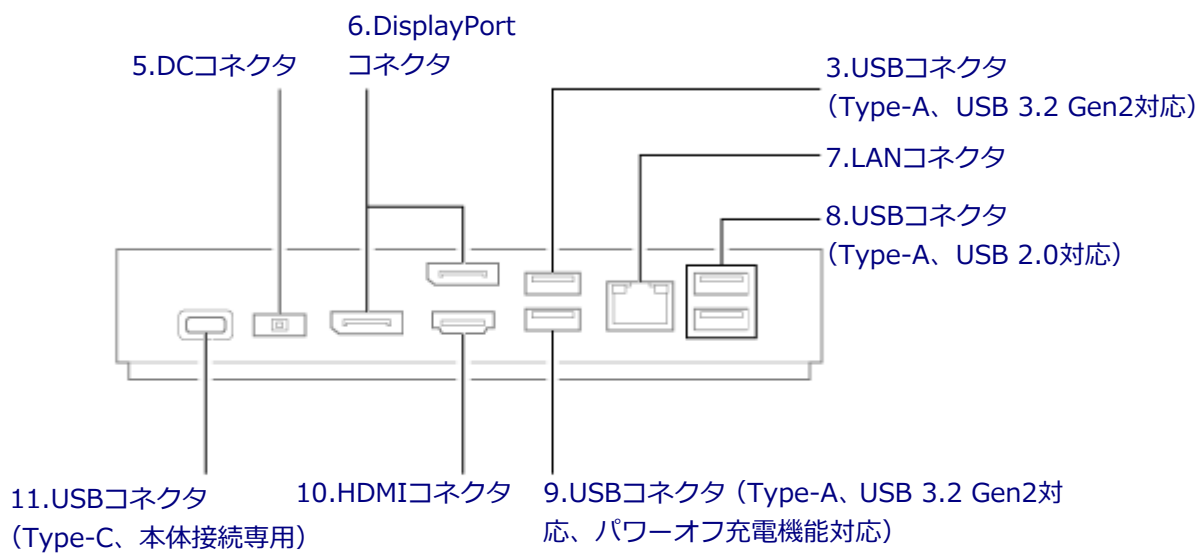 6.DisplayPort
コネクタ
5.DCコネクタ
3.USBコネクタ
（Type-A、USB 3.2 Gen2対応）
7.LANコネクタ
8.USBコネクタ
（Type-A、USB 2.0対応）
11.USBコネクタ
（Type-C、本体接続専用）
10.HDMIコネクタ
9.USBコネクタ（Type-A、USB 3.2 Gen2対
応、パワーオフ充電機能対応）